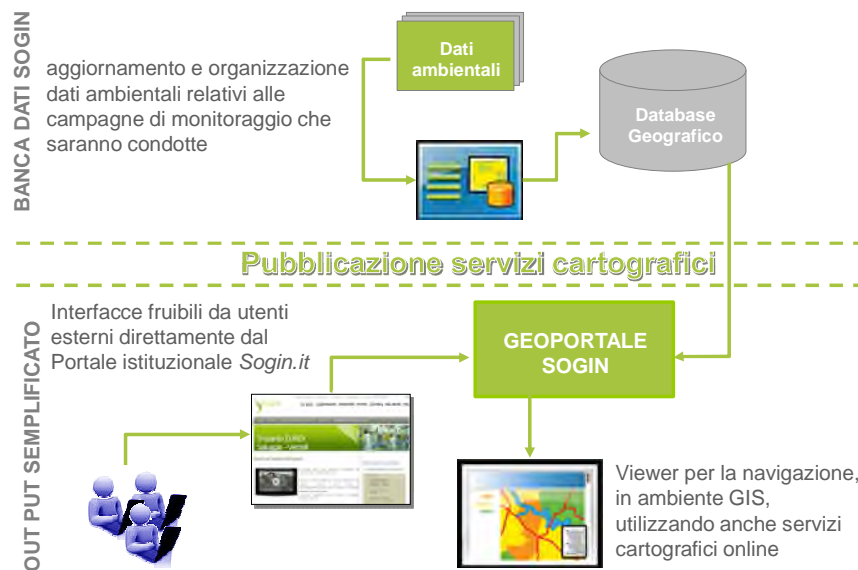 BANCA DATI SOGIN
aggiornamento e organizzazione
dati ambientali relativi alle
campagne di monitoraggio che
saranno condotte
Dati
ambientali
Database
Geografico
Pubblicazione servizi cartografici
OUT PUT SEMPLIFICATO
Interfacce fruibili da utenti
esterni direttamente dal
Portale istituzionale Sogin.it
GEOPORTALE
SOGIN
Viewer per la navigazione,
in ambiente GIS,
utilizzando anche servizi
cartografici online